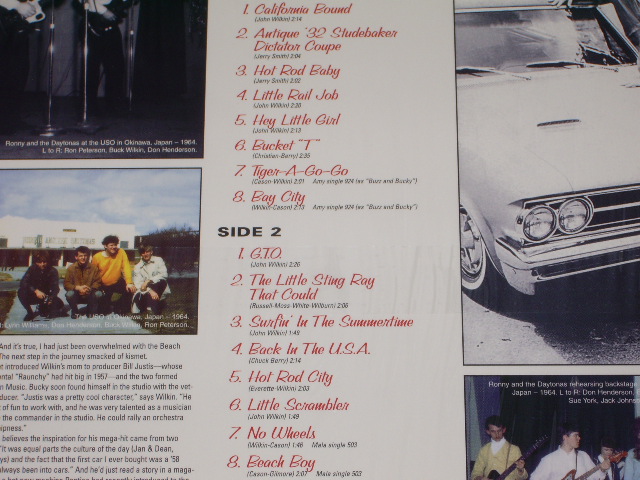 1. California Bound
(John Wilkin) 2:14
2. Antique '32 Studebaker
Dictator Coupe
(Jerry Smith) 2:04
3. Hot Rod Baby
(Jerry Smith) 2:02
4. Little Rail Job
(John Wilkin) 2:28
5. Hey Little Girl
(John Wilkin) 2:13
6. Bucket "T"
(Christian-Berry) 2:35
7. Tiger-A-Go-Go
(Cason-Wilkin) 2:01 Amy single 924 (as "Buzz and Bucky")
8. Bay City
(Wilkin-Cason) 2:13 Amy single 924 (as "Buzz and Bucky")
SIDE 2
1. G.T.O.
(John Wilkin) 2:26
2. The Little Sting Ray
That Could
(Russell-Moss-White-Wilburn) 2:06
3. Surfin' In The Summertime
(John Wilkin) 1:49
4. Back In The U.S.A.
(Chuck Berry) 2:14
5. Hot Rod City
(Everette-Wilkin) 2:03
6. Little Scrambler
(John Wilkin) 1:49
7. No Wheels
(Wilkin-Cason) 1:46 Mala single 503
8. Beach Boy
(Cason-Gilmore) 2:07 Mala single 503
Ronny and the Daytonas at the USO in Okinawa, Japan – 1964.
L to R: Ron Peterson, Buck Wilkin, Don Henderson.
The USO in Okinawa, Japan – 1964.
Williams, Don Henderson, Buck Wilkin, Ron Peterson.
And it's true, I had just been overwhelmed with the Beach
The next step in the journey smacked of kismet.
t introduced Wilkin's mom to producer Bill Justis—whose
ental "Raunchy" had hit big in 1957—and the two formed
n Music. Bucky soon found himself in the studio with the vet-
ducer. "Justis was a pretty cool character," says Wilkin. "He
t of fun to work with, and he was very talented as a musician
the commander in the studio. He could rally an orchestra
ipness."
believes the inspiration for his mega-hit came from two
"It was equal parts the culture of the day (Jan & Dean,
ys) and the fact that the first car I ever bought was a '58
always been into cars." And he'd just read a story in a maga-
Ronny and the Daytonas rehearsing backstage
Japan – 1964. L to R: Don
Sue York, Jack Johnso